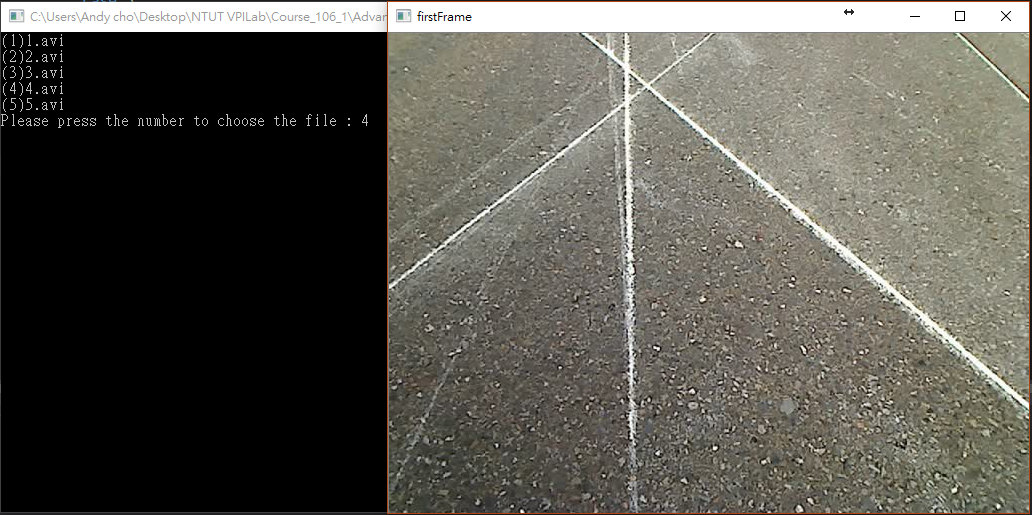 C:\Users\Andy cho\Desktop\NTUT VPILab\Course_106_1\Advan
firstFrame
(1)1.avi
(2)2.avi
(3)3.avi
(4)4.avi
(5)5.avi
Please press the number to choose the file : 4